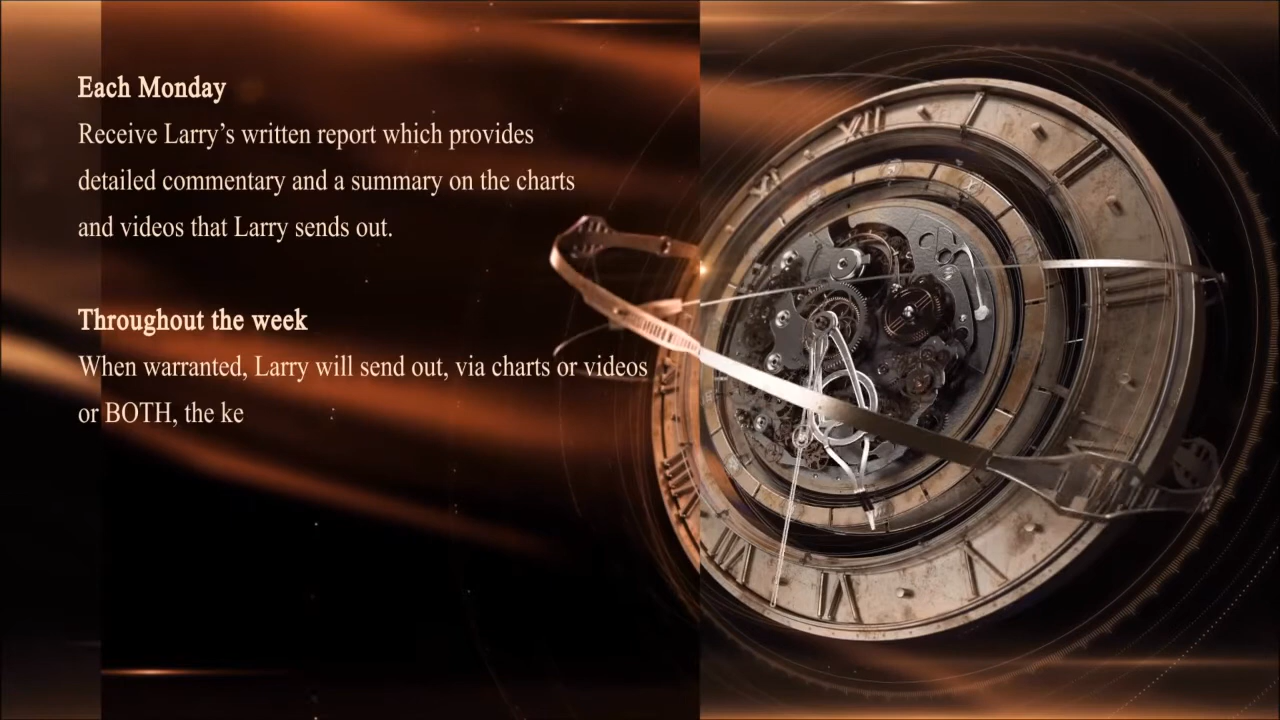 Each Monday
Receive Larry’s written report which provides
detailed commentary and a summary on the charts
and videos that Larry sends out.
Throughout the week
When warranted, Larry will send out, via charts or videos
or BOTH, the ke